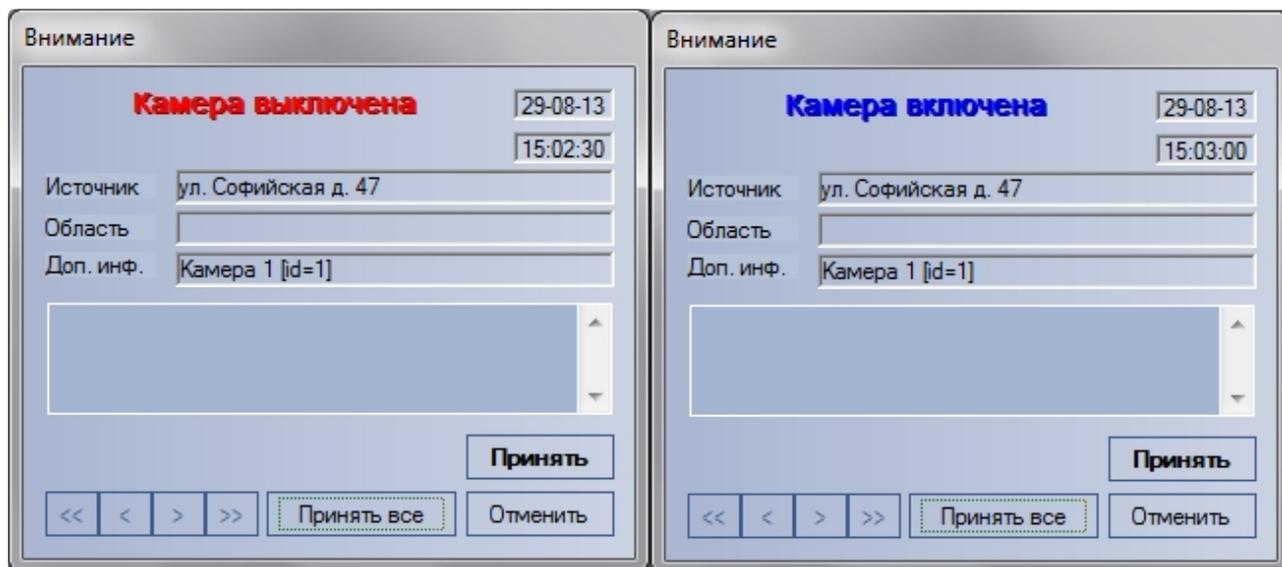 Внимание
Камера выключена
29-08-13
15:02:30
Источник ул. Софийская д. 47
Область
Доп. инф. Камера 1 [id=1]
Принять
<< < > >> Принять все Отменить
Внимание
Камера включена
29-08-13
15:03:00
Источник ул. Софийская д. 47
Область
Доп. инф. Камера 1 [id=1]
Принять
<< < > >> Принять все Отменить